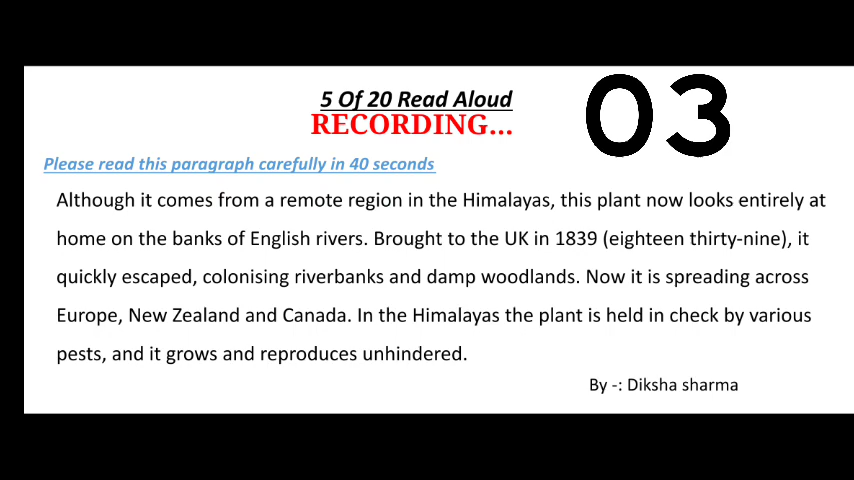 5 Of 20 Read Aloud
03
RECORDING...
Please read this paragraph carefully in 40 seconds
Although it comes from a remote region in the Himalayas, this plant now looks entirely at
home on the banks of English rivers. Brought to the UK in 1839 (eighteen thirty-nine), it
quickly escaped, colonising riverbanks and damp woodlands. Now it is spreading across
Europe, New Zealand and Canada. In the Himalayas the plant is held in check by various
pests, and it grows and reproduces unhindered.
By -: Diksha sharma